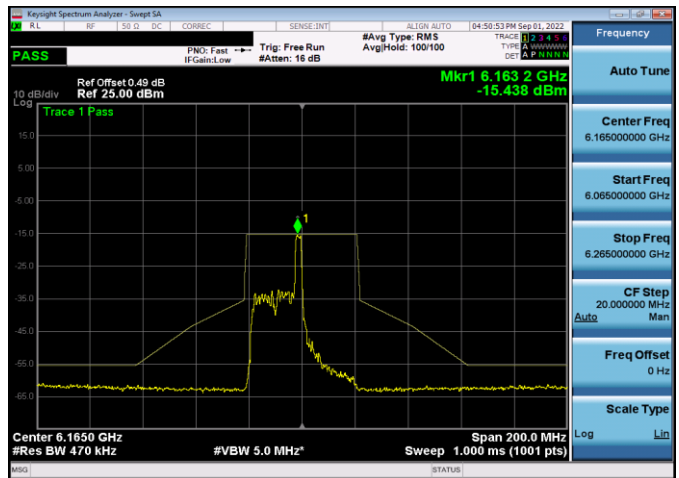 Keysight Spectrum Analyzer - Swept SA
RL RF 50 Ω DC CORREC SENSE:INT ALIGN AUTO 04:50:53 PM Sep 01, 2022
PASS
PNO: Fast
IFGain:Low
Trig: Free Run
#Atten: 16 dB
#Avg Type: RMS
Avg|Hold: 100/100
TRACE 1 2 3 4 5 6
TYPE A WWWWW
DET A P N N N N
Mkr1 6.163 2 GHz
-15.438 dBm
Ref Offset 0.49 dB
10 dB/div Ref 25.00 dBm
Log
Trace 1 Pass
1
15.0
5.00
-5.00
-15.0
-25.0
-35.0
-45.0
-55.0
-65.0
Center 6.1650 GHz Span 200.0 MHz
#Res BW 470 kHz #VBW 5.0 MHz* Sweep 1.000 ms (1001 pts)
MSG STATUS
Frequency
Auto Tune
Center Freq
6.165000000 GHz
Start Freq
6.065000000 GHz
Stop Freq
6.265000000 GHz
CF Step
20.000000 MHz
Auto Man
Freq Offset
0 Hz
Scale Type
Log Lin